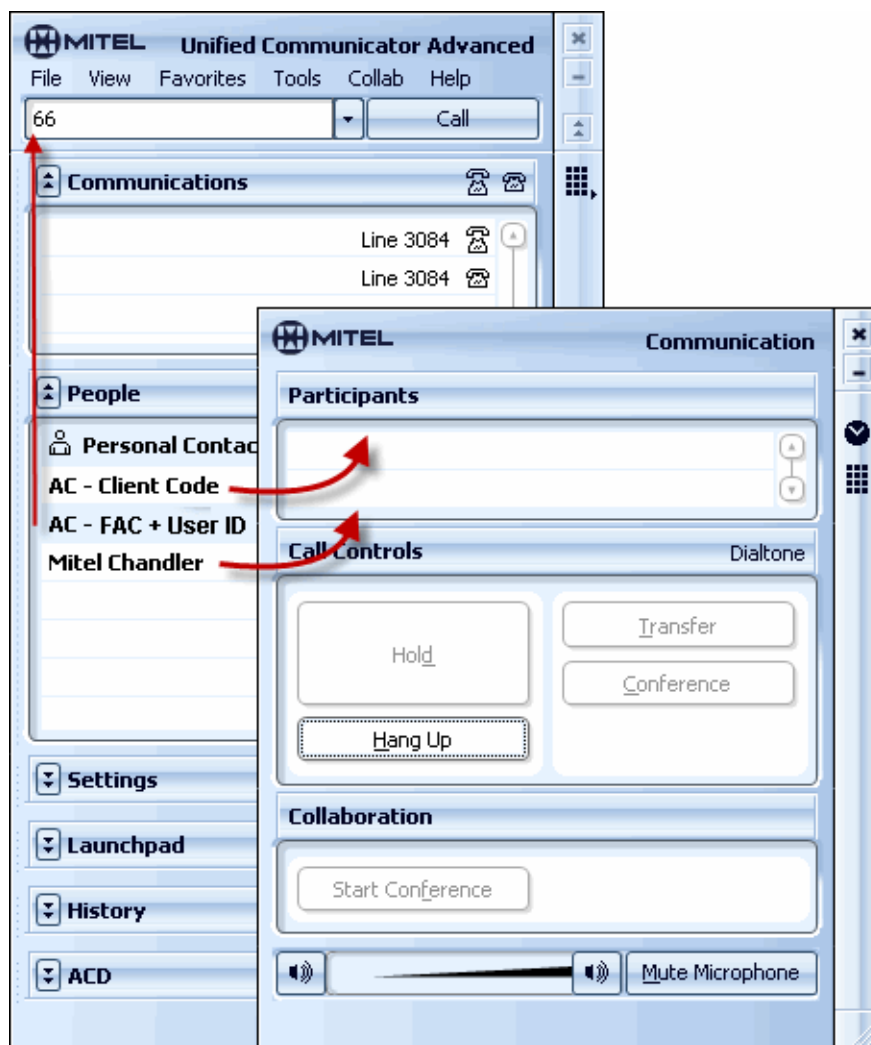 MITEL Unified Communicator Advanced
File View Favorites Tools Collab Help
66 Call
Communications
Line 3084
Line 3084
People
Personal Contac
AC - Client Code
AC - FAC + User ID
Mitel Chandler
Settings
Launchpad
History
ACD
MITEL Communication
Participants
Call Controls Dialtone
Hold Transfer
Conference
Hang Up
Collaboration
Start Conference
Mute Microphone